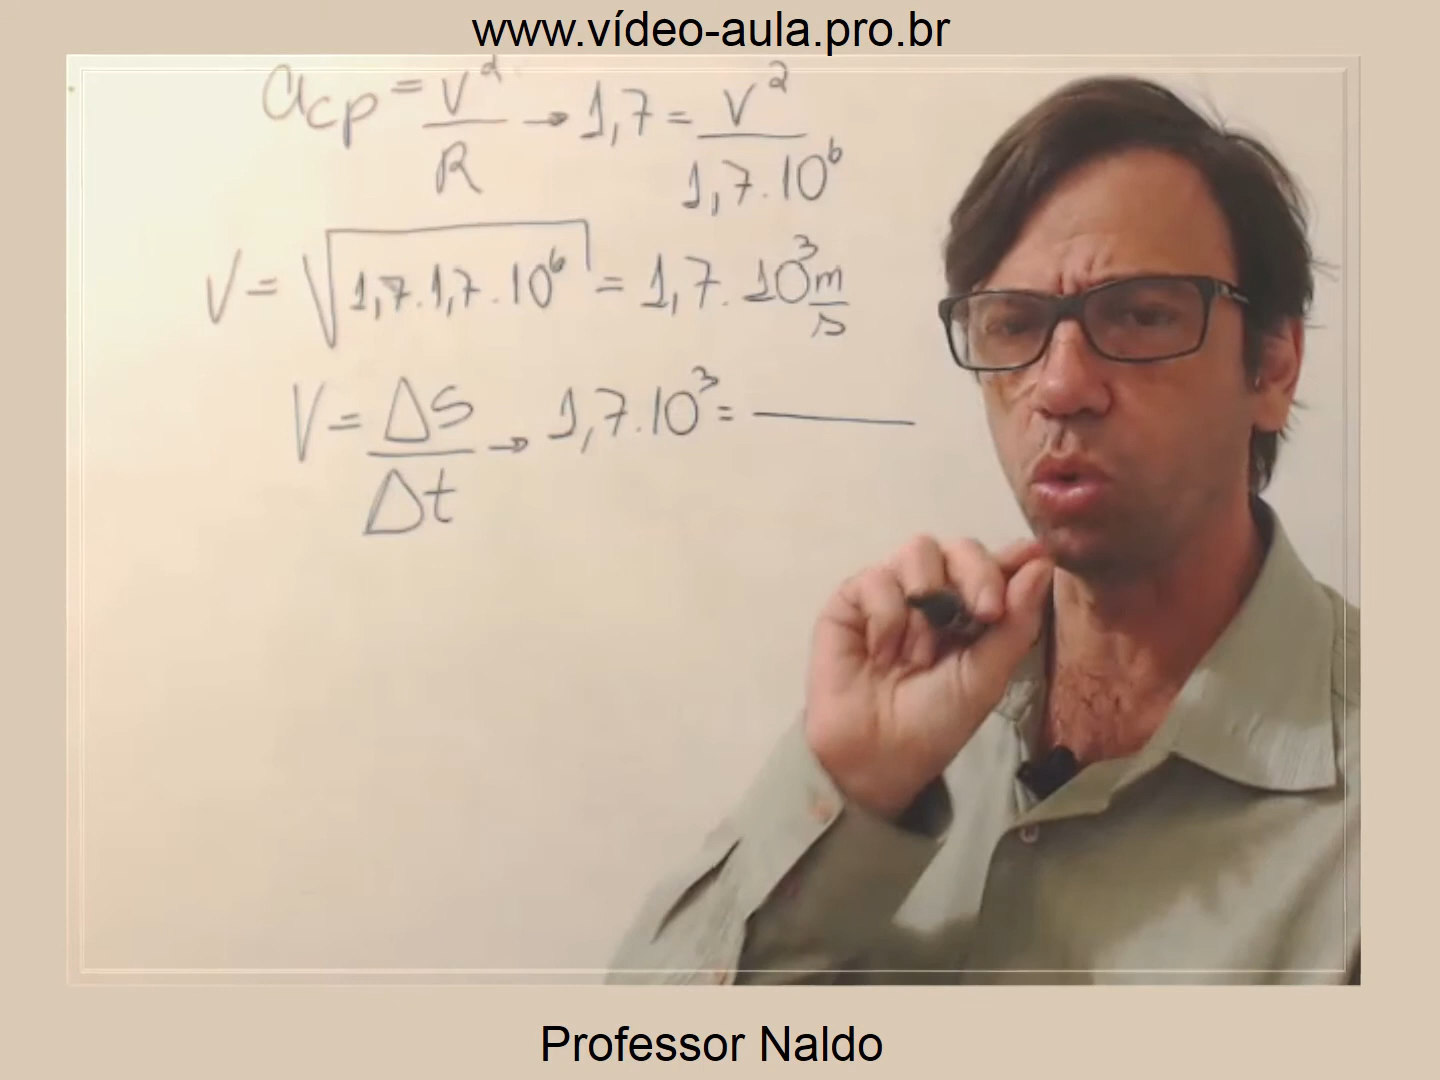 www.vídeo-aula.pro.br
acp = v² / R → 1,7 = v² / 1,7.10⁶
V = √1,7.1,7.10⁶ = 1,7.10³ m/s
V = Δs / Δt → 1,7.10³ =
Professor Naldo